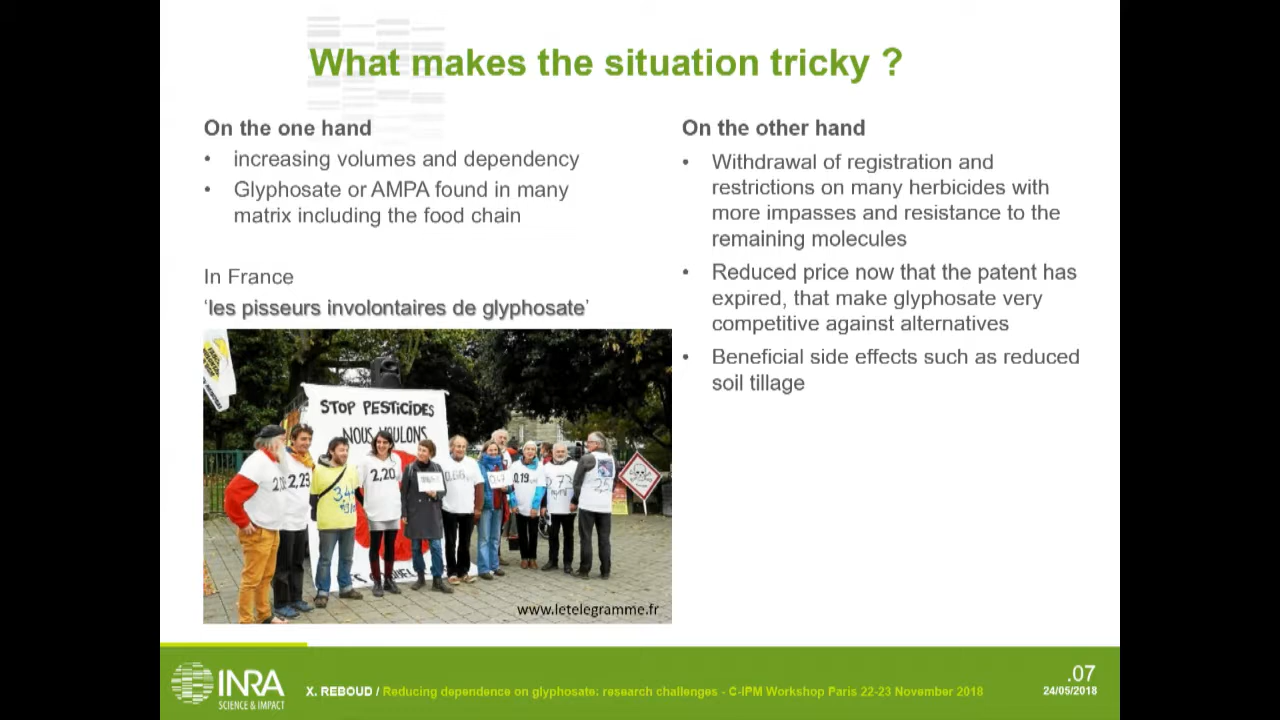 What makes the situation tricky ?
On the one hand
• increasing volumes and dependency
• Glyphosate or AMPA found in many
matrix including the food chain
In France
‘les pisseurs involontaires de glyphosate’
STOP PESTICIDES
NOUS VOULONS
2,23
3,4
2,20
0,19
www.letelegramme.fr
On the other hand
• Withdrawal of registration and
restrictions on many herbicides with
more impasses and resistance to the
remaining molecules
• Reduced price now that the patent has
expired, that make glyphosate very
competitive against alternatives
• Beneficial side effects such as reduced
soil tillage
INRA
SCIENCE & IMPACT
X. REBOUD / Reducing dependence on glyphosate: research challenges - C-IPM Workshop Paris 22-23 November 2018
.07
24/05/2018